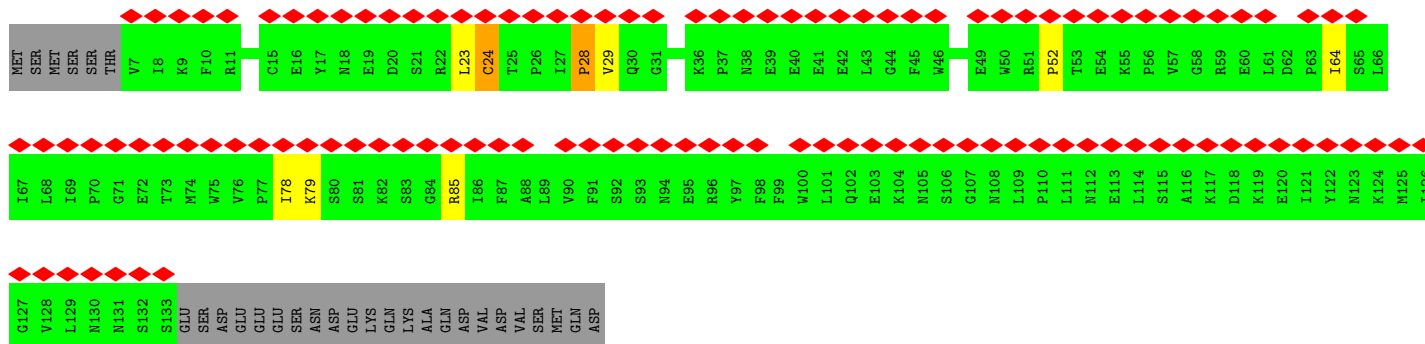 MET SER MET SER SER THR V7 I8 K9 F10 R11 C15 E16 Y17 N18 E19 D20 S21 R22 L23 C24 T25 P26 I27 P28 V29 Q30 G31 K36 P37 N38 E39 E40 E41 E42 L43 G44 F45 W46 E49 W50 R51 P52 T53 E54 K55 P56 V57 G58 R59 E60 L61 D62 P63 I64 S65 L66
I67 L68 I69 P70 G71 E72 T73 M74 W75 V76 P77 I78 K79 S80 S81 K82 S83 G84 R85 I86 F87 A88 L89 V90 F91 S92 S93 N94 E95 R96 Y97 F98 F99 W100 L101 Q102 E103 K104 N105 S106 G107 N108 L109 P110 L111 N112 E113 L114 S115 A116 K117 D118 K119 E120 I121 Y122 N123 K124 M125
G127 V128 L129 N130 N131 S132 S133 GLU SER ASP GLU GLU GLU SER ASN ASP GLU LYS GLN LYS ALA GLN ASP VAL ASP VAL SER MET GLN ASP